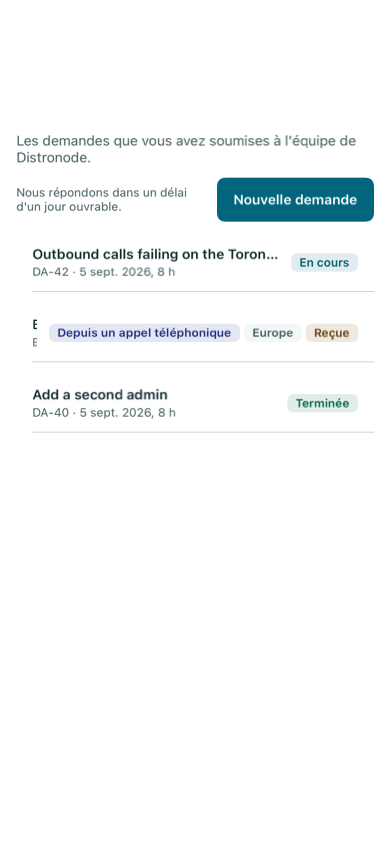 Les demandes que vous avez soumises à l'équipe de
Distronode.
Nous répondons dans un délai
d'un jour ouvrable.
Nouvelle demande
Outbound calls failing on the Toron...
En cours
DA-42 · 5 sept. 2026, 8 h
Depuis un appel téléphonique
Europe
Reçue
Add a second admin
Terminée
DA-40 · 5 sept. 2026, 8 h